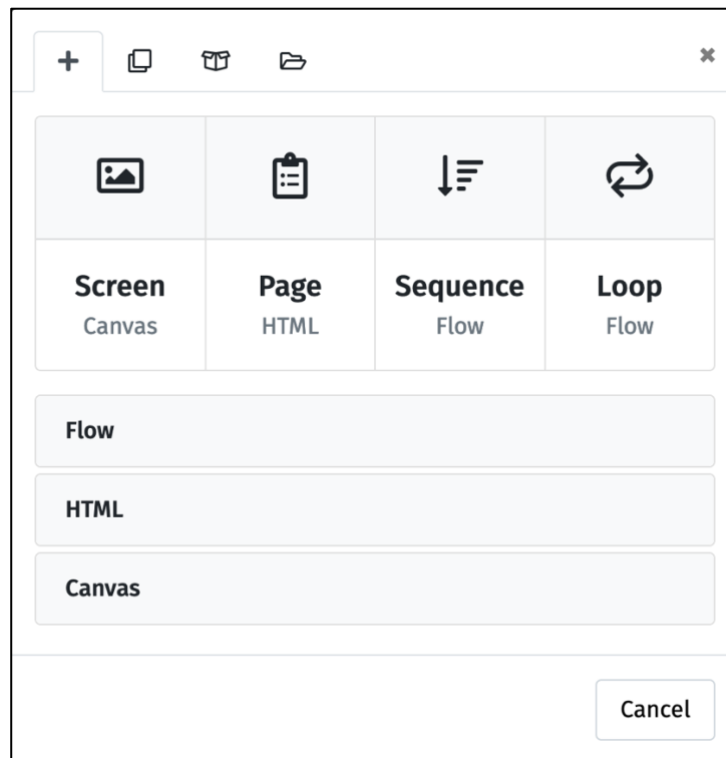 Screen Page Sequence Loop
Canvas HTML Flow Flow
Flow
HTML
Canvas
Cancel